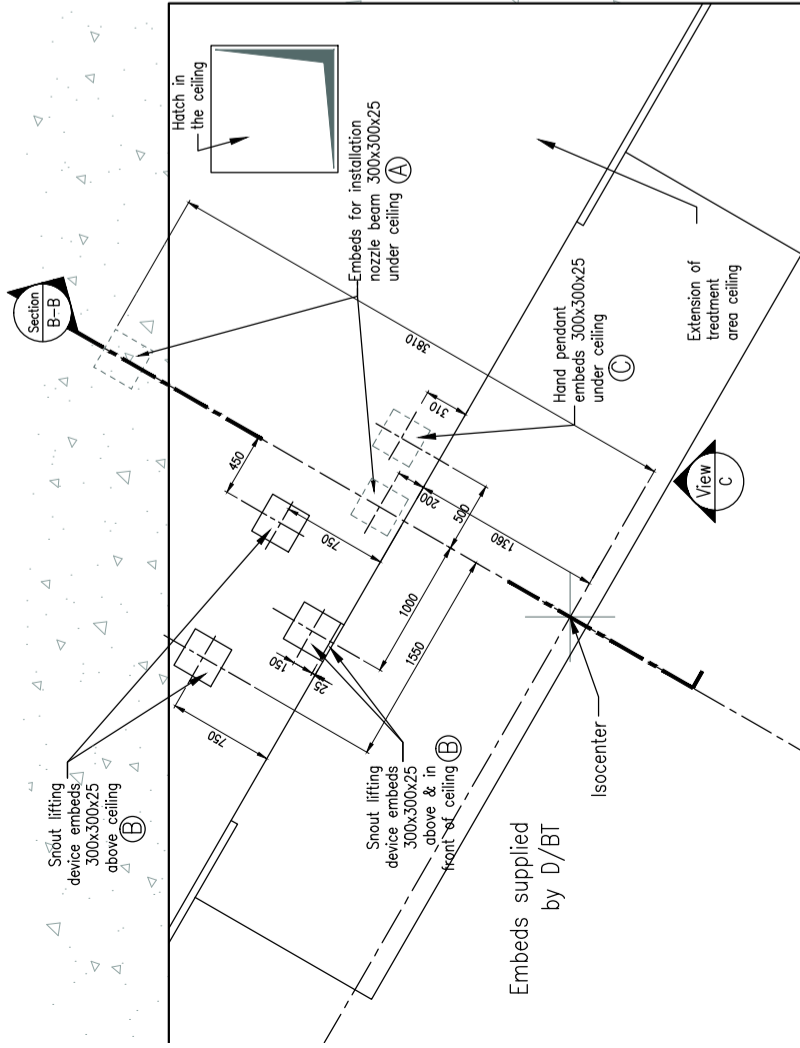 Hatch in
the ceiling
Embeds for installation
nozzle beam 300x300x25
under ceiling A
Section
B-B
3810
Hand pendant
embeds 300x300x25
under ceiling
C
310
Extension of
treatment
area ceiling
450
200
500
View
C
750
1360
1000
1550
150
25
750
Snout lifting
device embeds
300x300x25
above ceiling
B
Snout lifting
device embeds
300x300x25
above & in
front of ceiling B
Isocenter
Embeds supplied
by D/BT